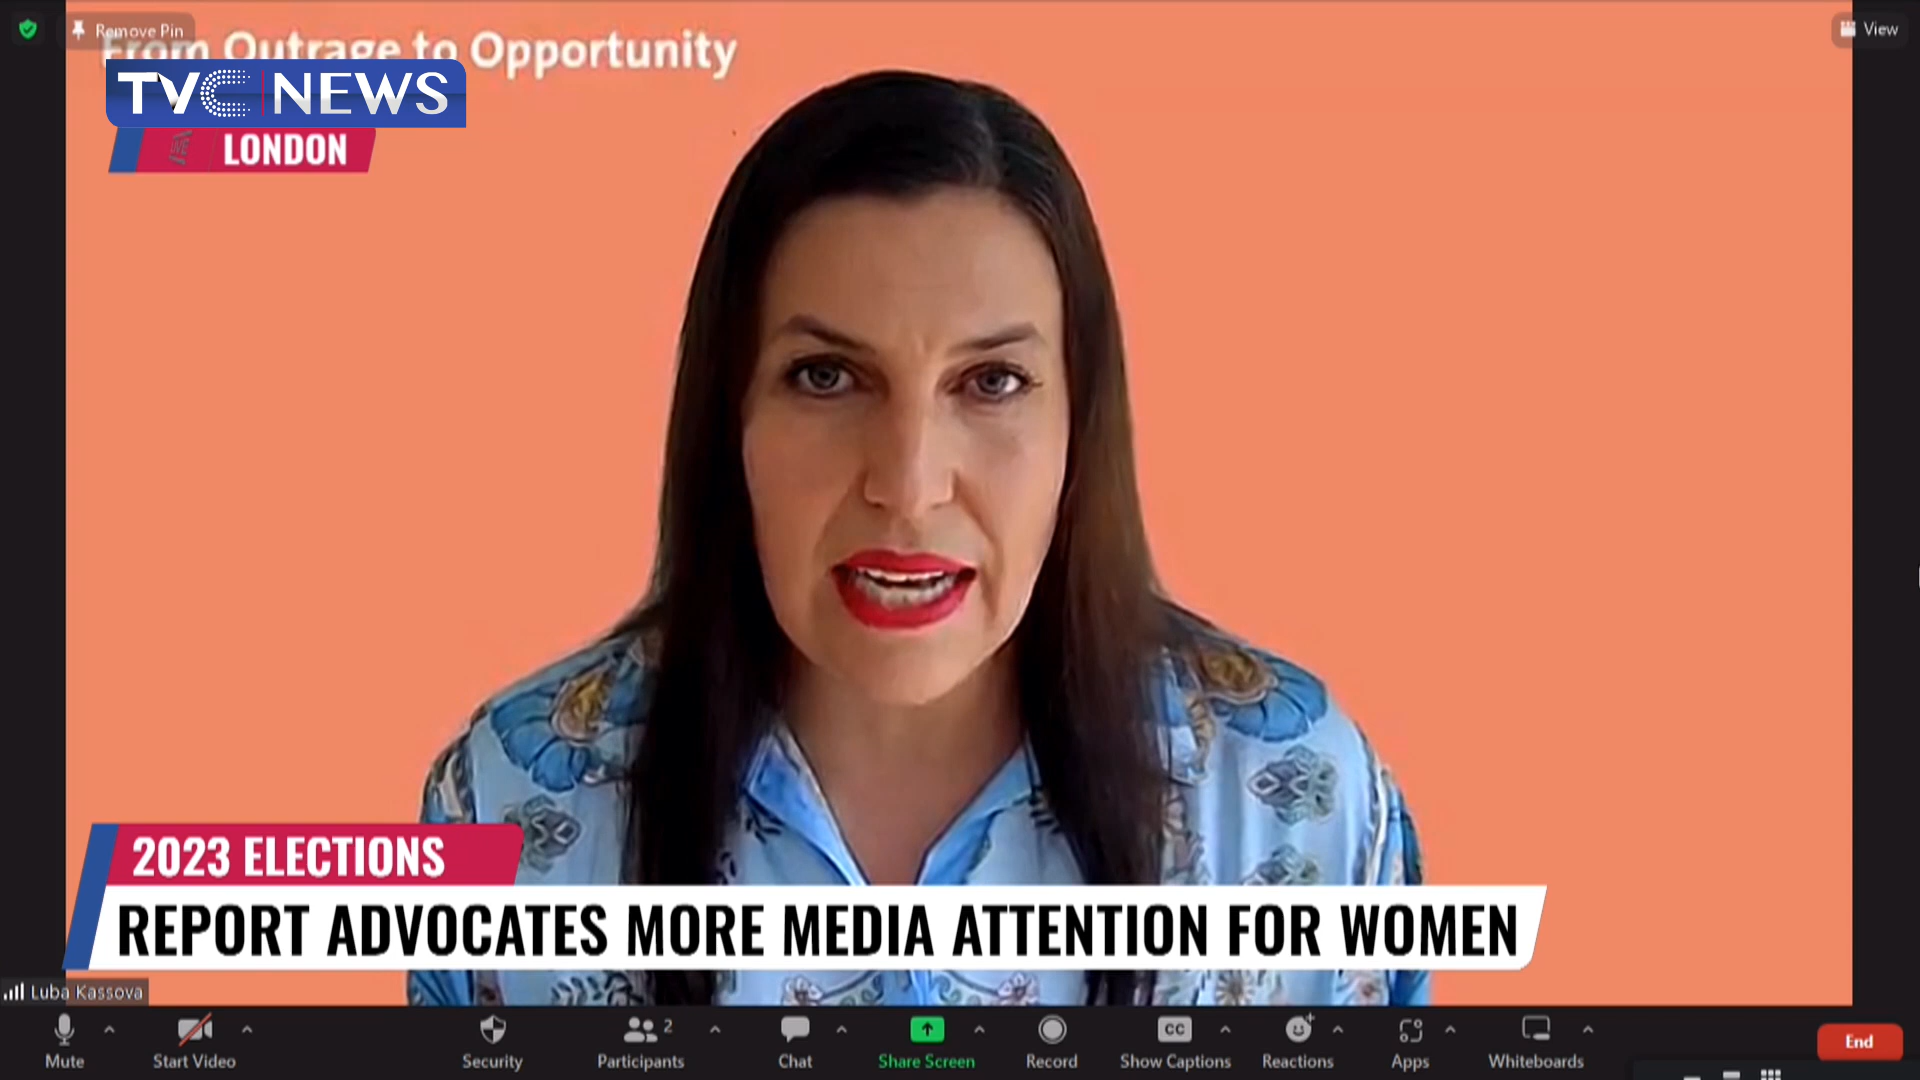 Remove Pin
View
From Outrage to Opportunity
TVC NEWS
LIVE
LONDON
2023 ELECTIONS
REPORT ADVOCATES MORE MEDIA ATTENTION FOR WOMEN
Luba Kassova
Mute
Start Video
Security
2
Participants
Chat
Share Screen
Record
CC
Show Captions
Reactions
Apps
Whiteboards
End